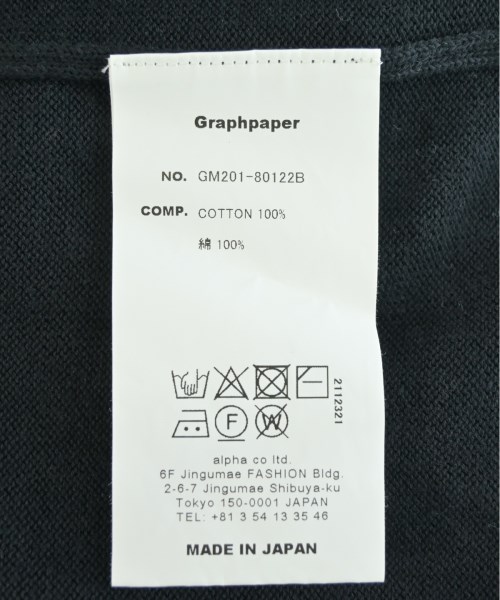 Graphpaper
NO. GM201-80122B
COMP. COTTON 100%
綿 100%
2112321
F
W
alpha co ltd.
6F Jingumae FASHION Bldg.
2-6-7 Jingumae Shibuya-ku
Tokyo 150-0001 JAPAN
TEL: +81 3 54 13 35 46
MADE IN JAPAN